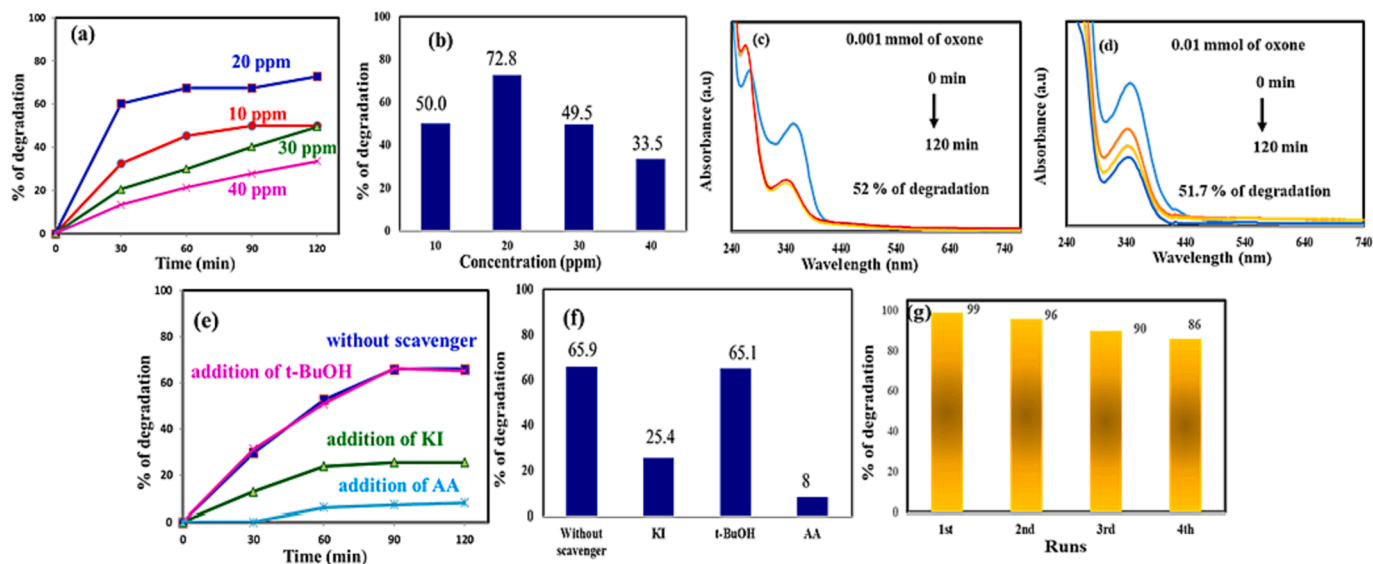 (a)
% of degradation
100
80
60
40
20
0
20 ppm
10 ppm
30 ppm
40 ppm
0 30 60 90 120
Time (min)
(b)
% of degradation
100
80
60
40
20
0
50.0
72.8
49.5
33.5
10 20 30 40
Concentration (ppm)
(c)
Absorbance (a.u)
0.001 mmol of oxone
0 min
120 min
52 % of degradation
240 340 440 540 640 740
Wavelength (nm)
(d)
Absorbance (a.u)
0.01 mmol of oxone
0 min
120 min
51.7 % of degradation
240 340 440 540 640 740
Wavelength (nm)
(e)
% of degradation
100
80
60
40
20
0
without scavenger
addition of t-BuOH
addition of KI
addition of AA
0 30 60 90 120
Time (min)
(f)
% of degradation
100
80
60
40
20
0
65.9
25.4
65.1
8
Without
scavenger
KI t-BuOH AA
(g)
% of degradation
100
80
60
40
20
0
99
96
90
86
1st 2nd 3rd 4th
Runs